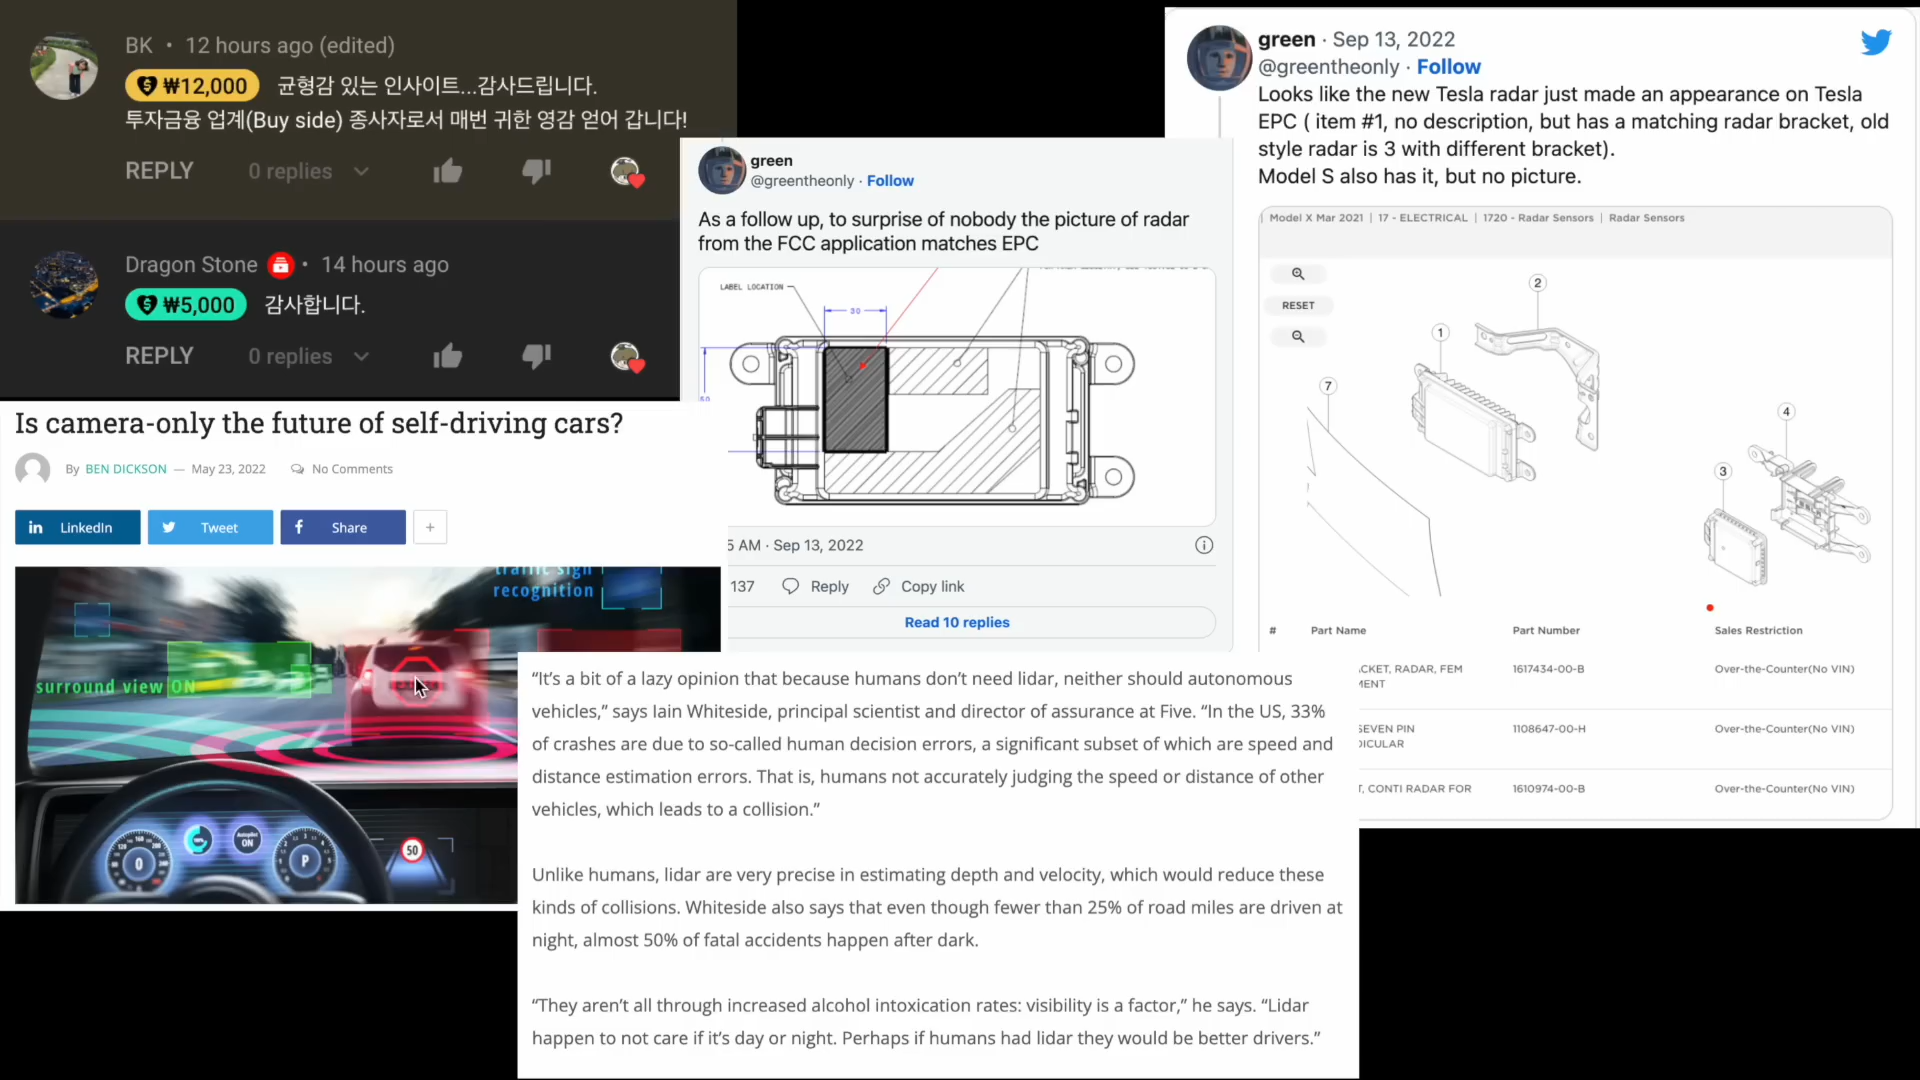 BK • 12 hours ago (edited)
₩12,000 균형감 있는 인사이트...감사드립니다.
투자금융 업계(Buy side) 종사자로서 매번 귀한 영감 얻어 갑니다!
REPLY 0 replies
Dragon Stone • 14 hours ago
₩5,000 감사합니다.
REPLY 0 replies
Is camera-only the future of self-driving cars?
By BEN DICKSON — May 23, 2022 No Comments
LinkedIn Tweet Share +
traffic sign
recognition
surround view ON
0
Autopilot
ON
P
50
green
@greentheonly · Follow
As a follow up, to surprise of nobody the picture of radar
from the FCC application matches EPC
LABEL LOCATION
30
5 AM · Sep 13, 2022
137 Reply Copy link
Read 10 replies
green · Sep 13, 2022
@greentheonly · Follow
Looks like the new Tesla radar just made an appearance on Tesla
EPC ( item #1, no description, but has a matching radar bracket, old
style radar is 3 with different bracket).
Model S also has it, but no picture.
Model X Mar 2021 | 17 - ELECTRICAL | 1720 - Radar Sensors | Radar Sensors
RESET
1
2
7
4
3
# Part Name Part Number Sales Restriction
CKET, RADAR, FEM 1617434-00-B Over-the-Counter(No VIN)
MENT
SEVEN PIN 1108647-00-H Over-the-Counter(No VIN)
DICULAR
T, CONTI RADAR FOR 1610974-00-B Over-the-Counter(No VIN)
“It’s a bit of a lazy opinion that because humans don’t need lidar, neither should autonomous
vehicles,” says Iain Whiteside, principal scientist and director of assurance at Five. “In the US, 33%
of crashes are due to so-called human decision errors, a significant subset of which are speed and
distance estimation errors. That is, humans not accurately judging the speed or distance of other
vehicles, which leads to a collision.”
Unlike humans, lidar are very precise in estimating depth and velocity, which would reduce these
kinds of collisions. Whiteside also says that even though fewer than 25% of road miles are driven at
night, almost 50% of fatal accidents happen after dark.
“They aren’t all through increased alcohol intoxication rates: visibility is a factor,” he says. “Lidar
happen to not care if it’s day or night. Perhaps if humans had lidar they would be better drivers.”